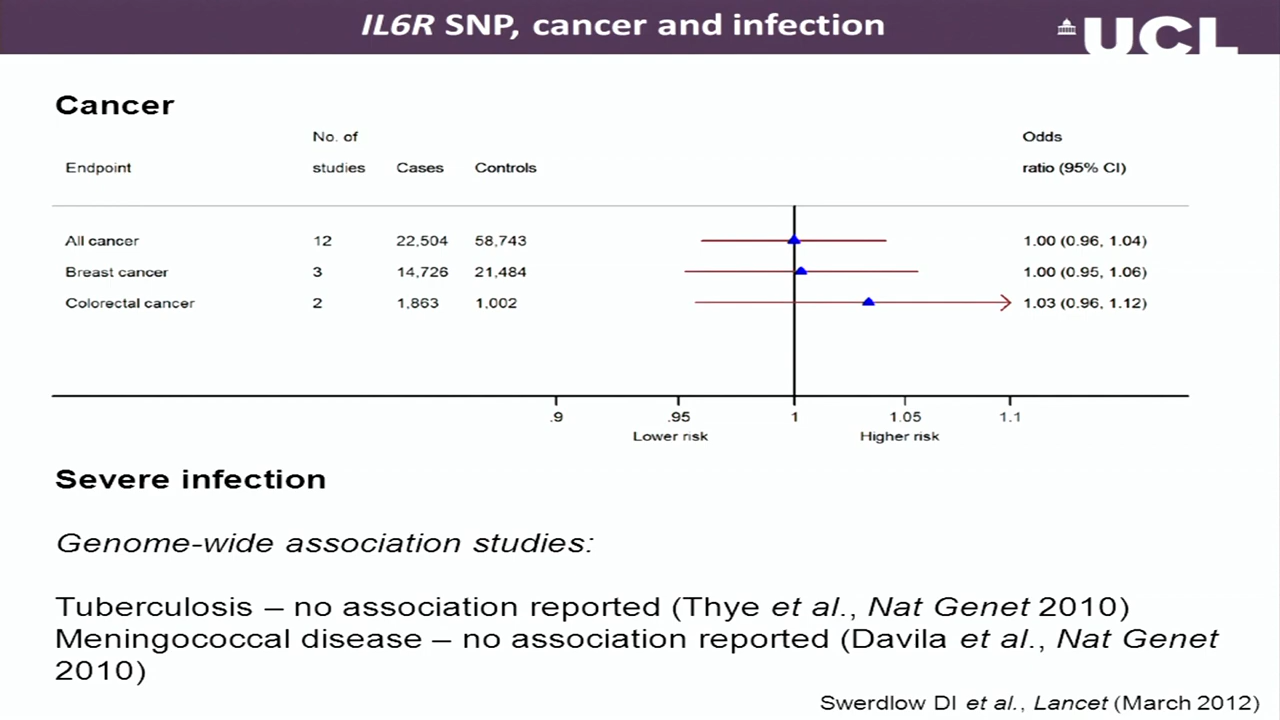 IL6R SNP, cancer and infection
UCL
Cancer
No. of
Odds
Endpoint studies Cases Controls ratio (95% CI)
All cancer 12 22,504 58,743 1.00 (0.96, 1.04)
Breast cancer 3 14,726 21,484 1.00 (0.95, 1.06)
Colorectal cancer 2 1,863 1,002 1.03 (0.96, 1.12)
.9 .95 1 1.05 1.1
Lower risk Higher risk
Severe infection
Genome-wide association studies:
Tuberculosis – no association reported (Thye et al., Nat Genet 2010)
Meningococcal disease – no association reported (Davila et al., Nat Genet
2010)
Swerdlow DI et al., Lancet (March 2012)